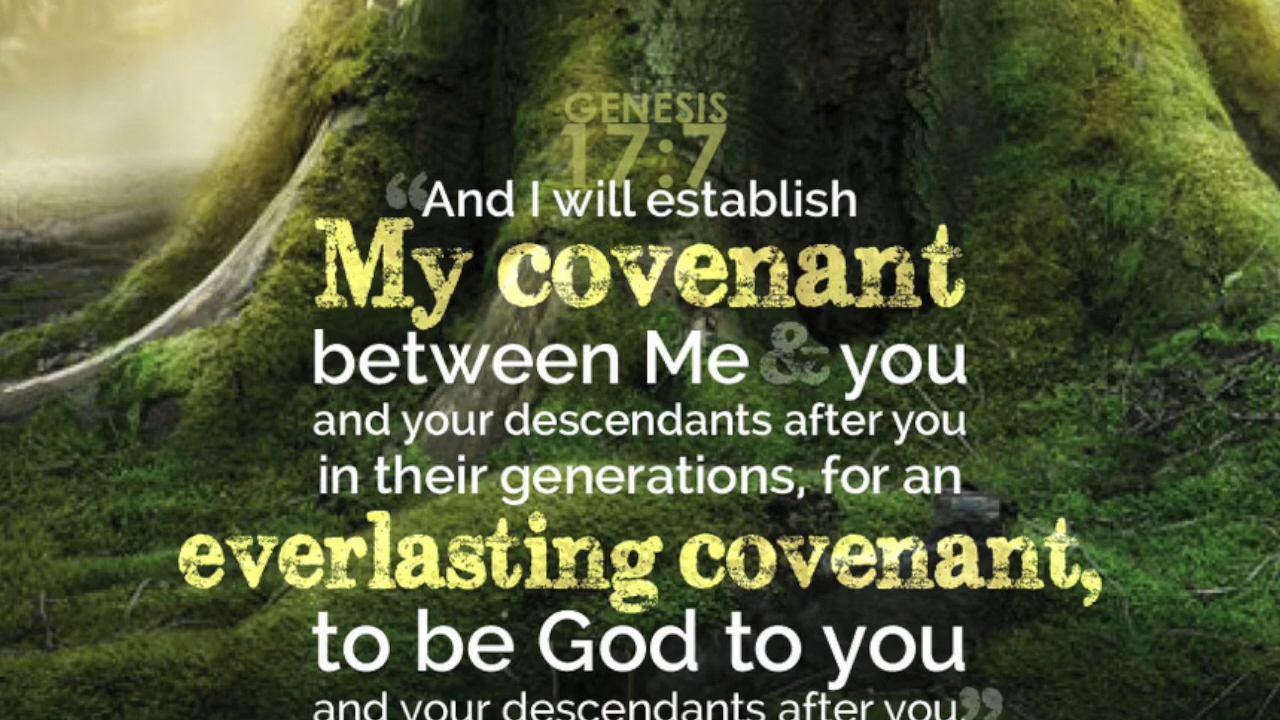 GENESIS
17:7
“And I will establish
My covenant
between Me & you
and your descendants after you
in their generations, for an
everlasting covenant,
to be God to you
and your descendants after you.”